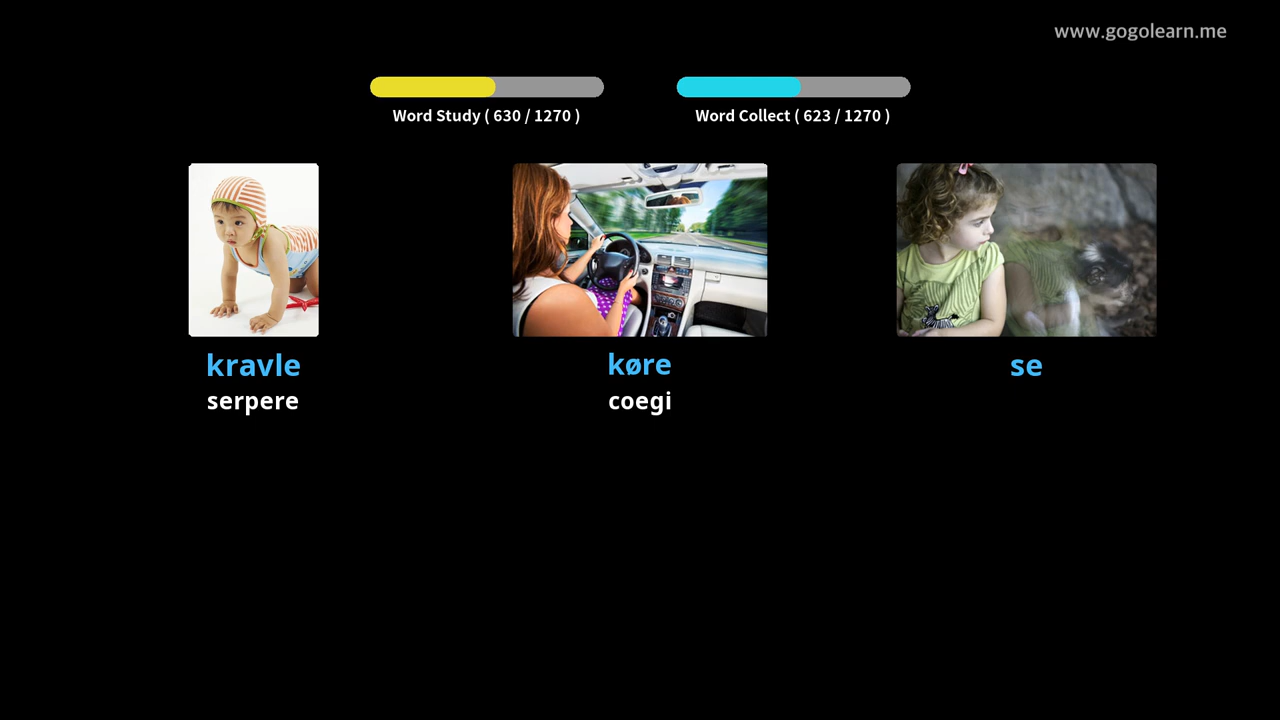 www.gogolearn.me
Word Study ( 630 / 1270 )
Word Collect ( 623 / 1270 )
kravle
køre
se
serpere
coegi